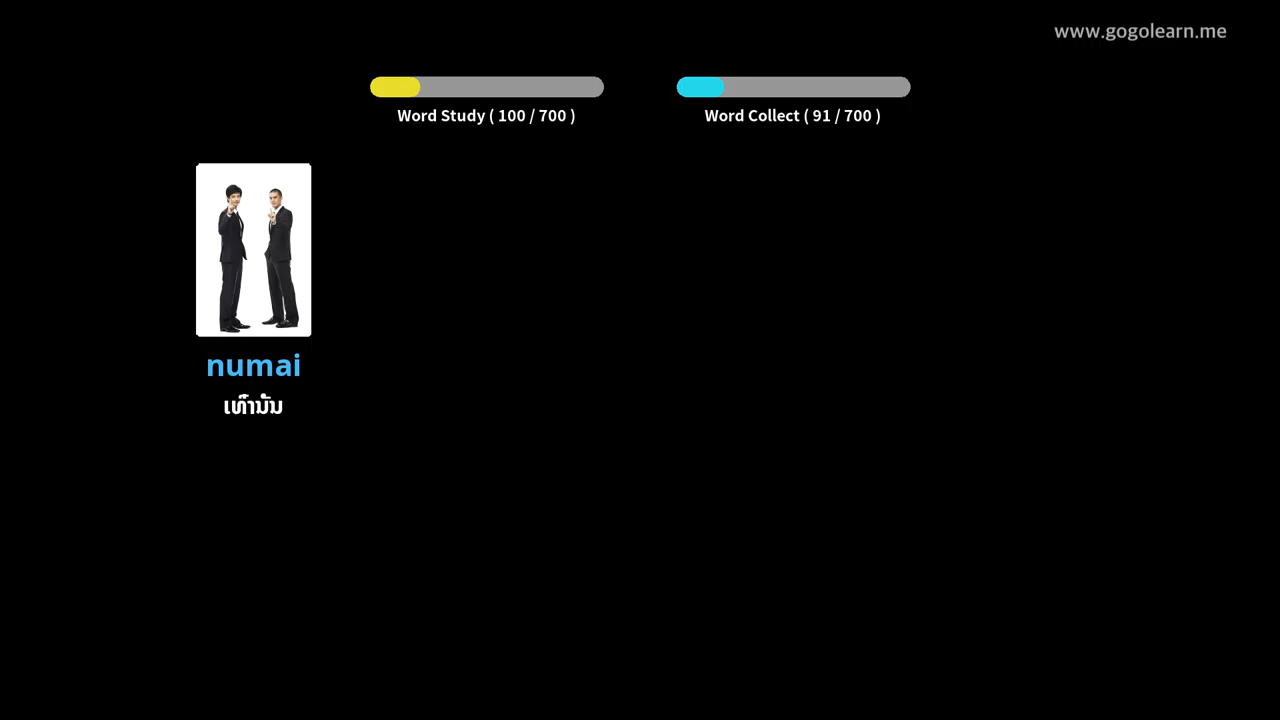 www.gogolearn.me
Word Study ( 100 / 700 )
Word Collect ( 91 / 700 )
numai
ເທົ່ານັ້ນ